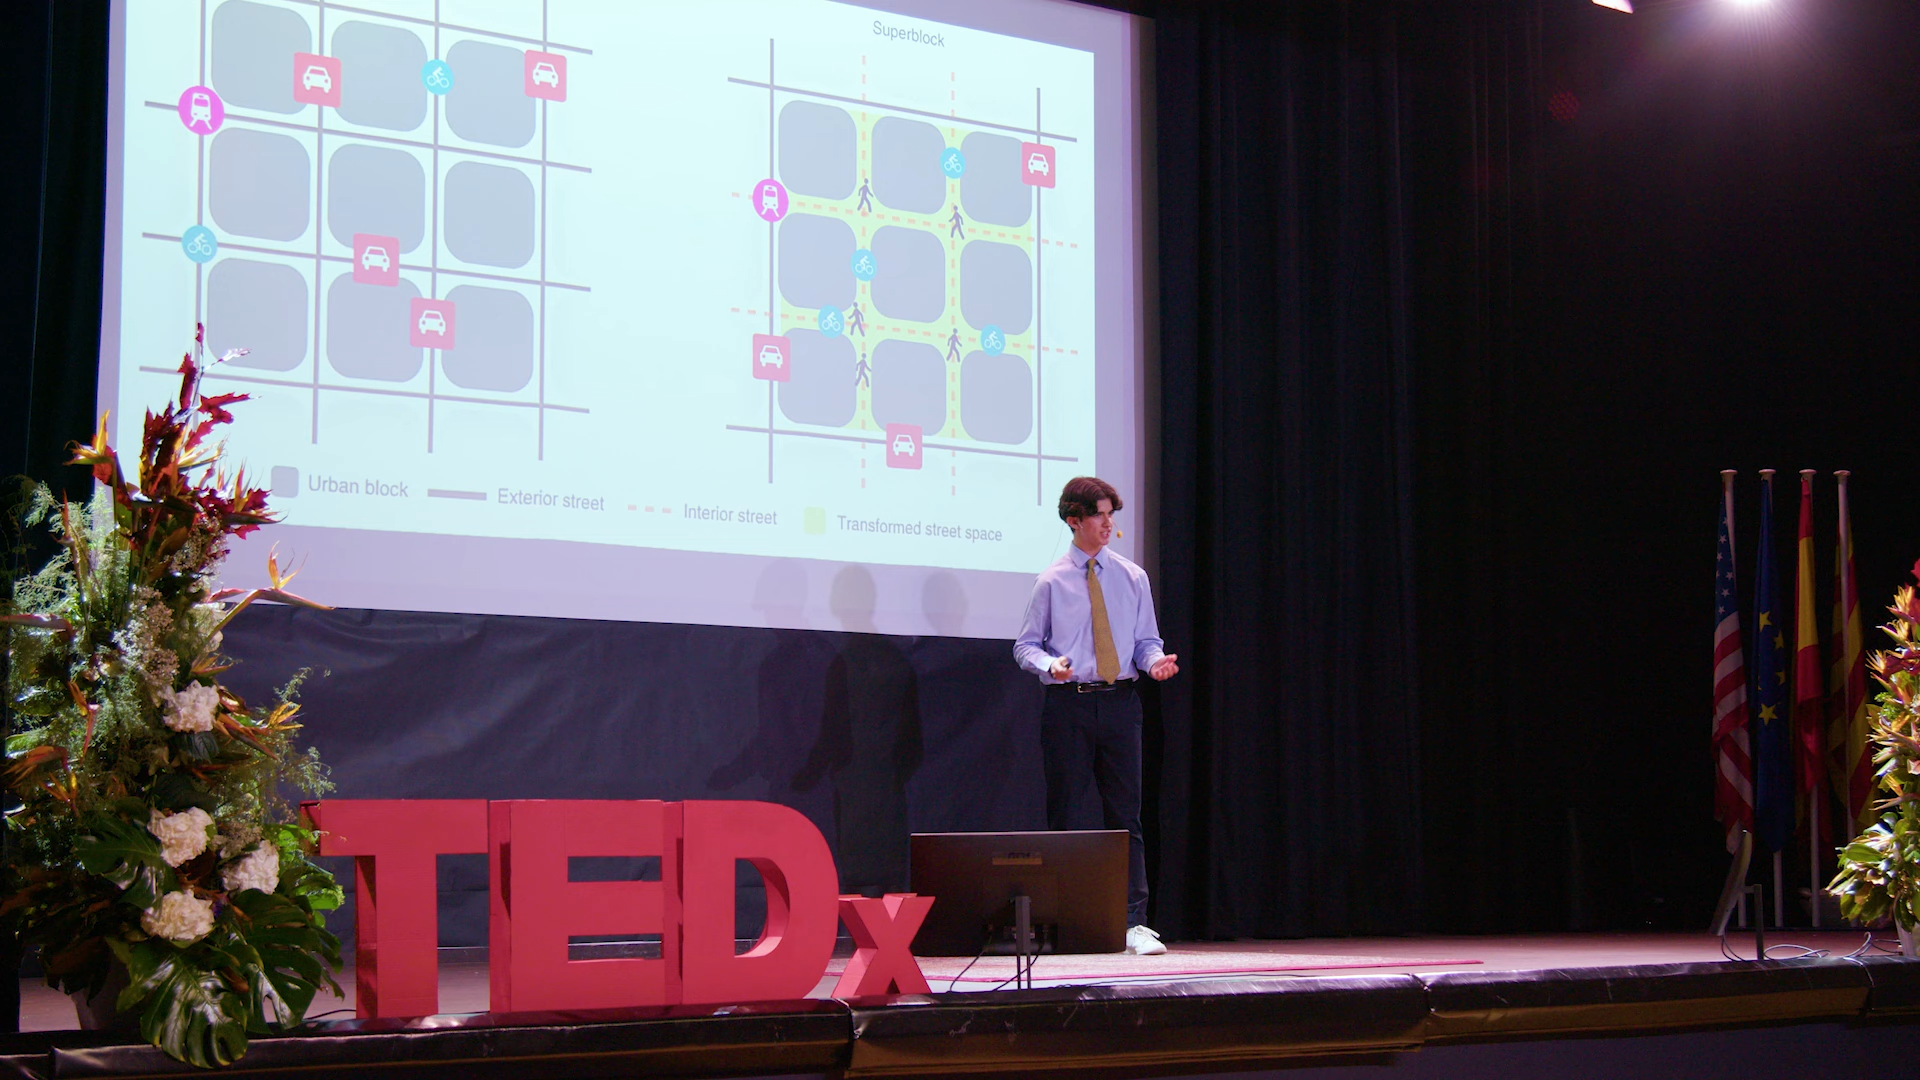 Superblock
Urban block
Exterior street
Interior street
Transformed street space
TEDx